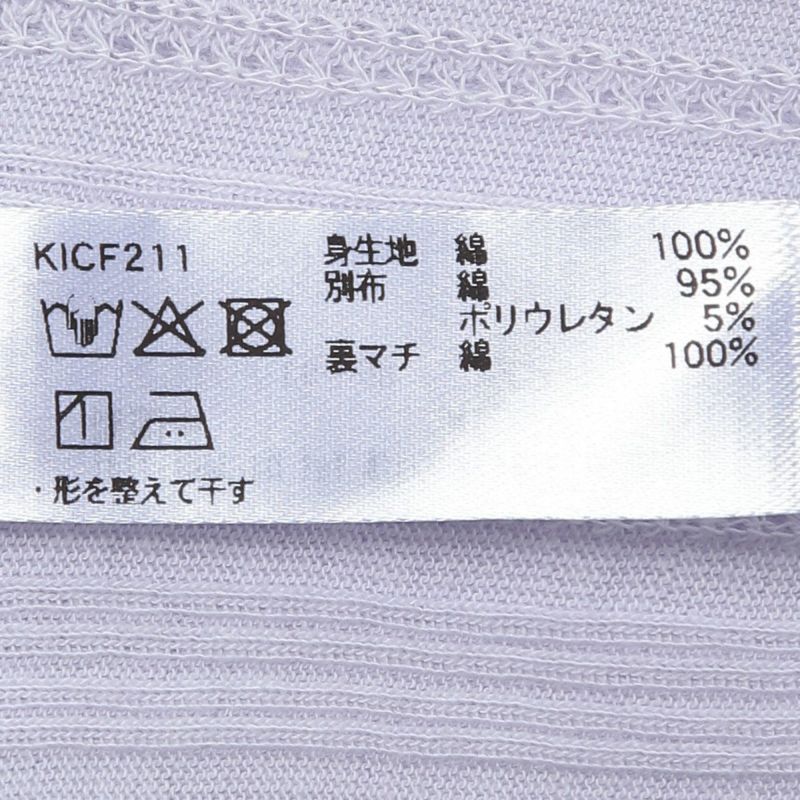 KICF211
身生地 綿 100%
別布 綿 95%
ポリウレタン 5%
裏マチ 綿 100%
・形を整えて干す